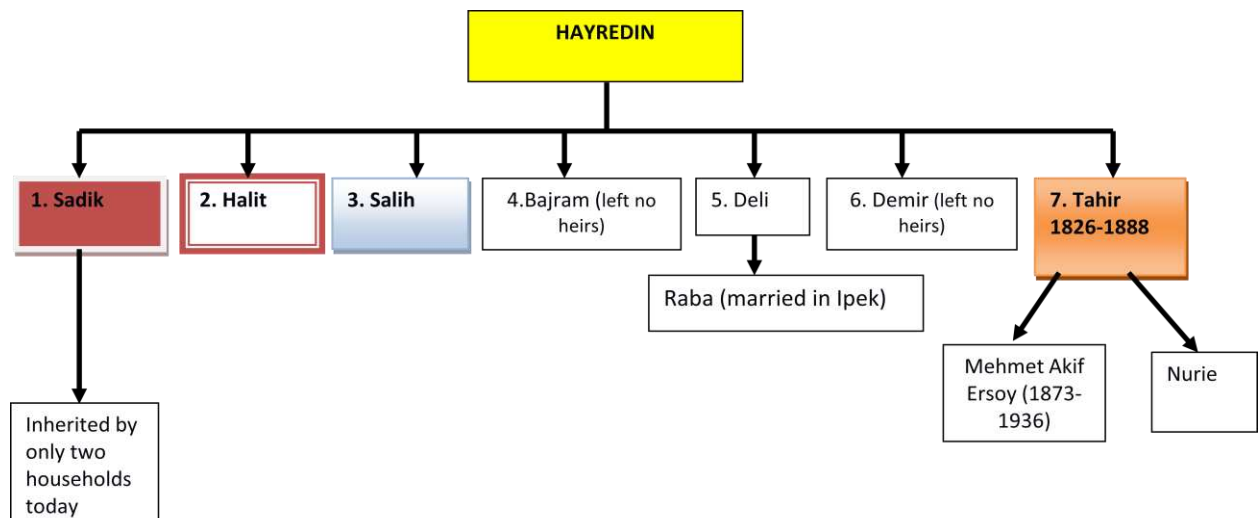 HAYREDIN
1. Sadik
2. Halit
3. Salih
4.Bajram (left no
heirs)
5. Deli
6. Demir (left no
heirs)
7. Tahir
1826-1888
Raba (married in Ipek)
Mehmet Akif
Ersoy (1873-
1936)
Nurie
Inherited by
only two
households
today